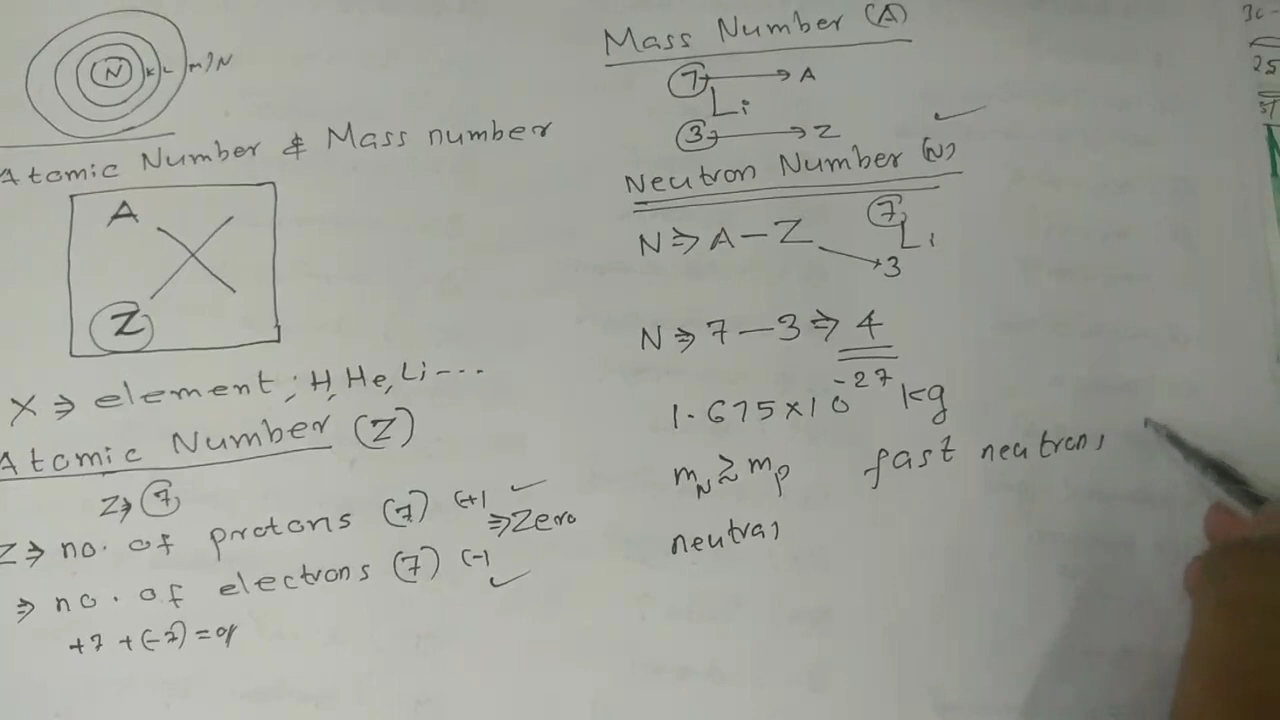 N K L M N
Atomic Number & Mass number
A
X
Z
X ⇒ element; H, He, Li ---
Atomic Number (Z)
Z ⇒ 7
Z ⇒ no. of protons (7) (+)
⇒ Zero
⇒ no. of electrons (7) (-)
+7 + (-7) = 0
Mass Number (A)
7 → A
Li
3 → Z
Neutron Number (N)
N ⇒ A - Z
7
Li
3
N ⇒ 7 - 3 ⇒ 4
1.675 × 10⁻²⁷ kg
mN ≳ mp
fast neutrons
neutral
25